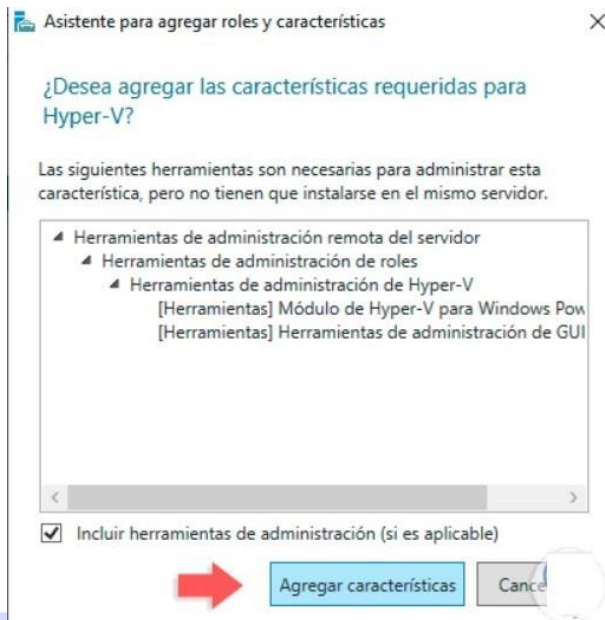 Asistente para agregar roles y características
¿Desea agregar las características requeridas para
Hyper-V?
Las siguientes herramientas son necesarias para administrar esta
característica, pero no tienen que instalarse en el mismo servidor.
Herramientas de administración remota del servidor
Herramientas de administración de roles
Herramientas de administración de Hyper-V
[Herramientas] Módulo de Hyper-V para Windows Pow
[Herramientas] Herramientas de administración de GUI
Incluir herramientas de administración (si es aplicable)
Agregar características
Cance